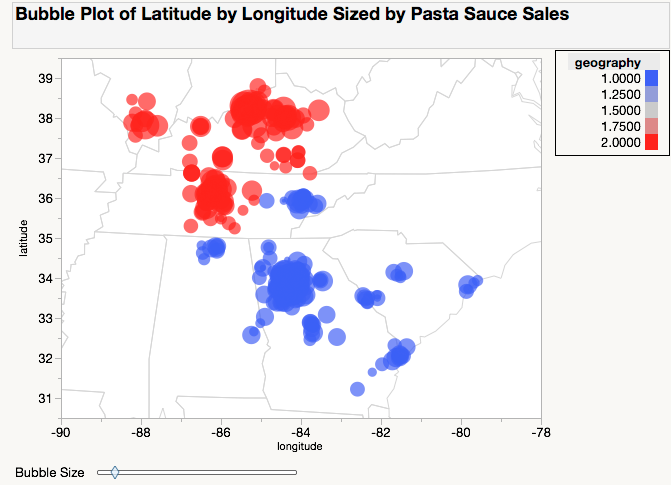 Bubble Plot of Latitude by Longitude Sized by Pasta Sauce Sales
geography
1.0000
1.2500
1.5000
1.7500
2.0000
39
38
37
36
35
34
33
32
31
latitude
-90 -88 -86 -84 -82 -80 -78
longitude
Bubble Size